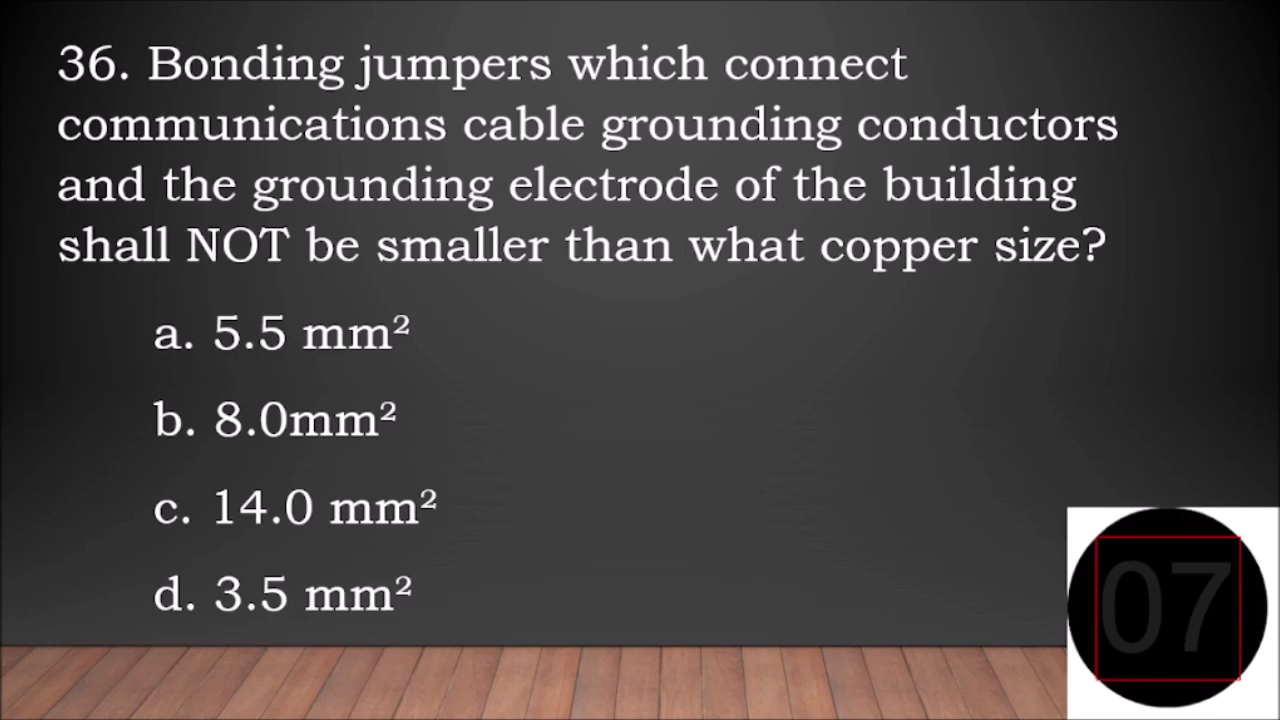 36. Bonding jumpers which connect
communications cable grounding conductors
and the grounding electrode of the building
shall NOT be smaller than what copper size?
a. 5.5 mm²
b. 8.0mm²
c. 14.0 mm²
d. 3.5 mm²
07